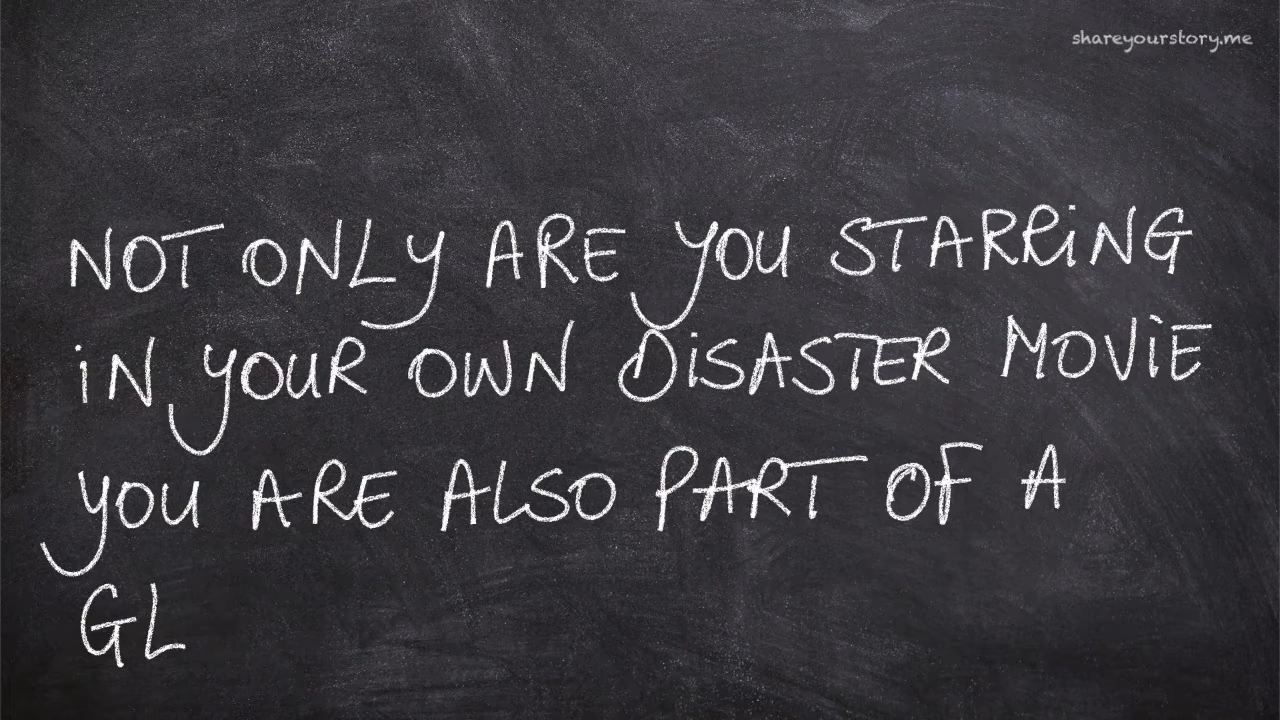 shareyourstory.me
NOT ONLY ARE YOU STARRiNG
iN YOUR OWN DiSASTER MOViE
YOU ARE ALSO PART OF A
GL